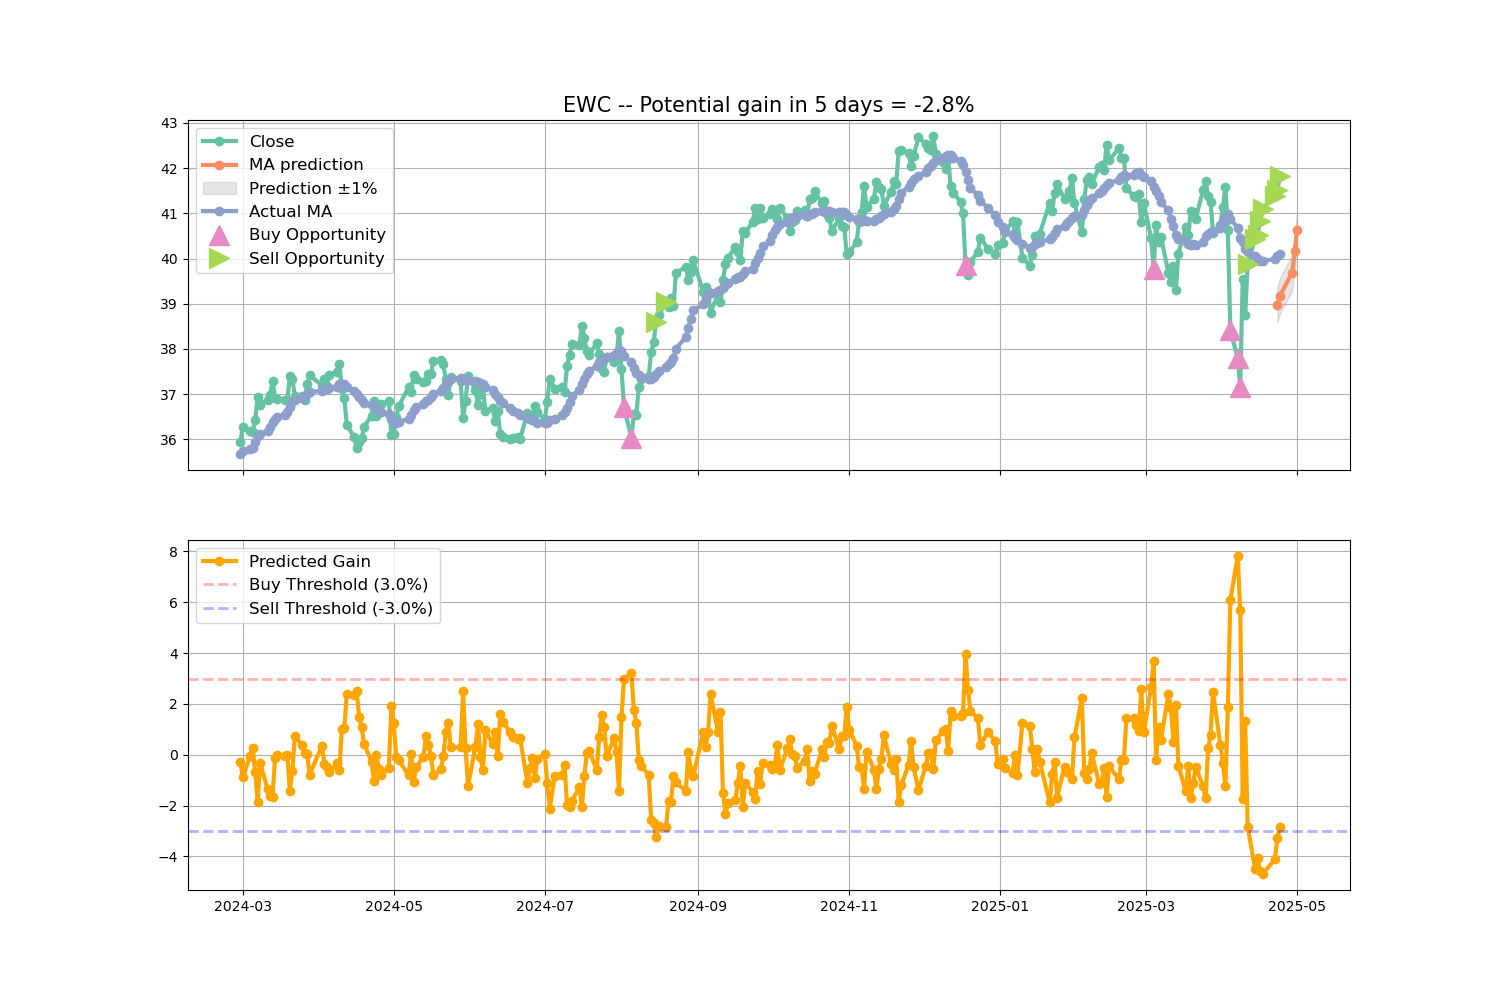 EWC -- Potential gain in 5 days = -2.8%
43
42
41
40
39
38
37
36
Close
MA prediction
Prediction ±1%
Actual MA
Buy Opportunity
Sell Opportunity
8
6
4
2
0
−2
−4
Predicted Gain
Buy Threshold (3.0%)
Sell Threshold (-3.0%)
2024-03
2024-05
2024-07
2024-09
2024-11
2025-01
2025-03
2025-05